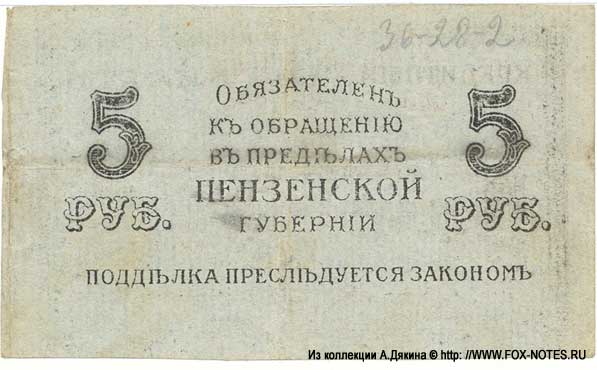 36-28-2
5 РУБ.
ОБЯЗАТЕЛЕНЪ
КЪ ОБРАЩЕНІЮ
ВЪ ПРЕДѢЛАХЪ
ПЕНЗЕНСКОЙ
ГУБЕРНІИ
5 РУБ.
ПОДДѢЛКА ПРЕСЛѢДУЕТСЯ ЗАКОНОМЪ
Из коллекции А.Дякина © http: //WWW.FOX-NOTES.RU